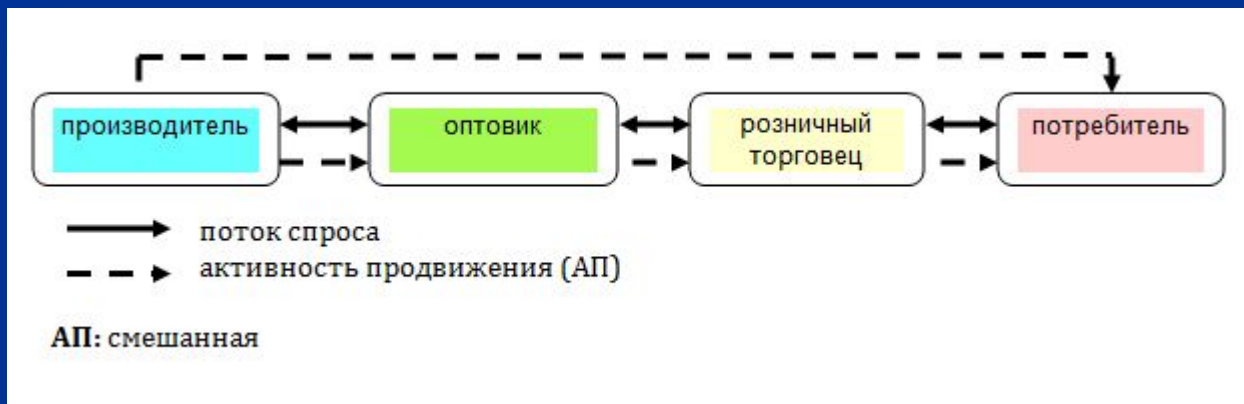 производитель
оптовик
розничный
торговец
потребитель
поток спроса
активность продвижения (АП)
АП: смешанная